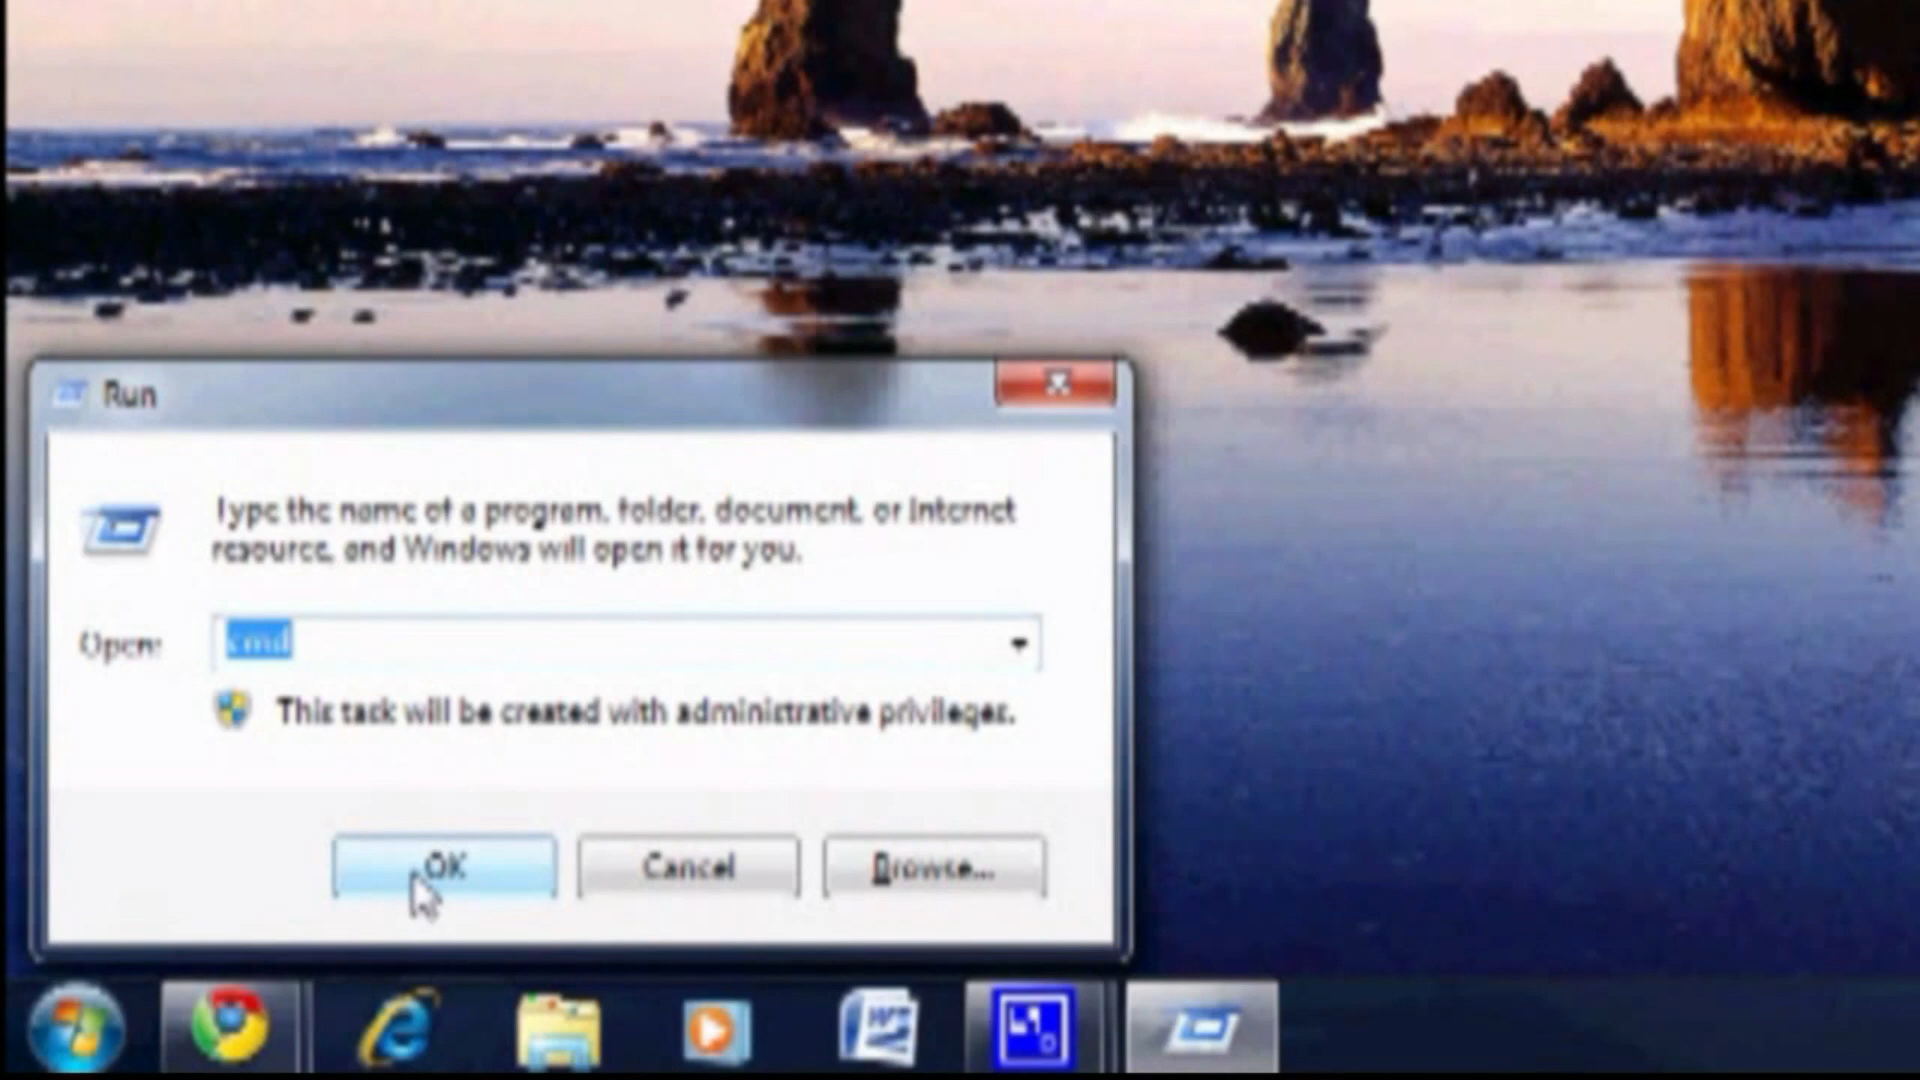 Run
Type the name of a program, folder, document, or Internet
resource, and Windows will open it for you.
Open:
cmd
This task will be created with administrative privileges.
OK
Cancel
Browse...